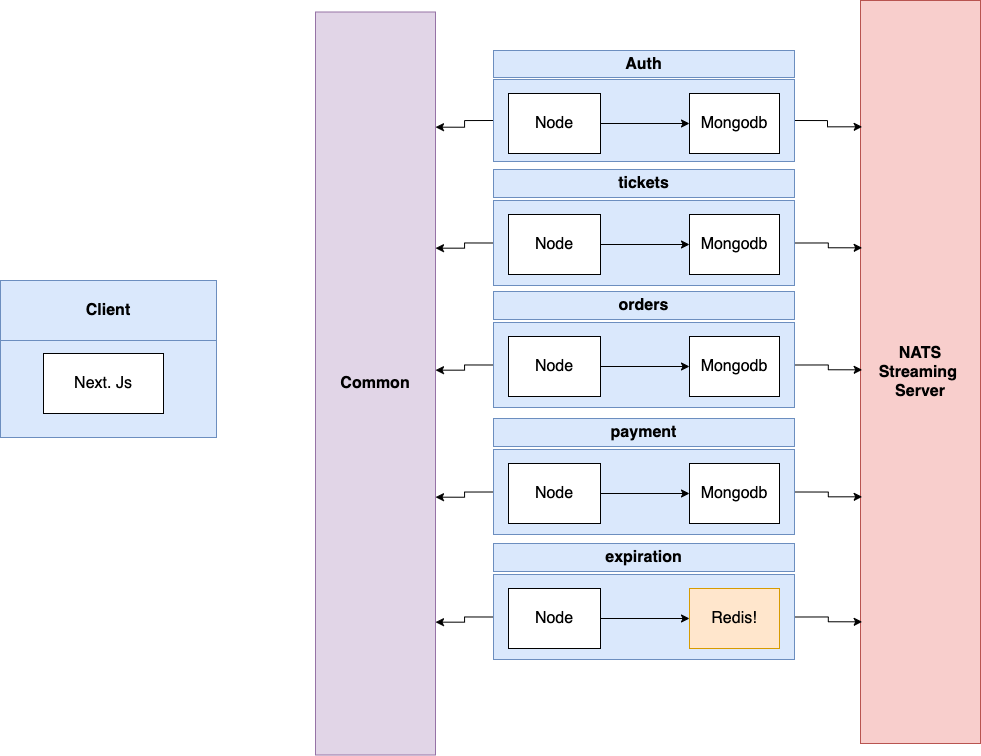 Client
Next. Js
Common
Auth
Node
Mongodb
tickets
Node
Mongodb
orders
Node
Mongodb
payment
Node
Mongodb
expiration
Node
Redis!
NATS
Streaming
Server